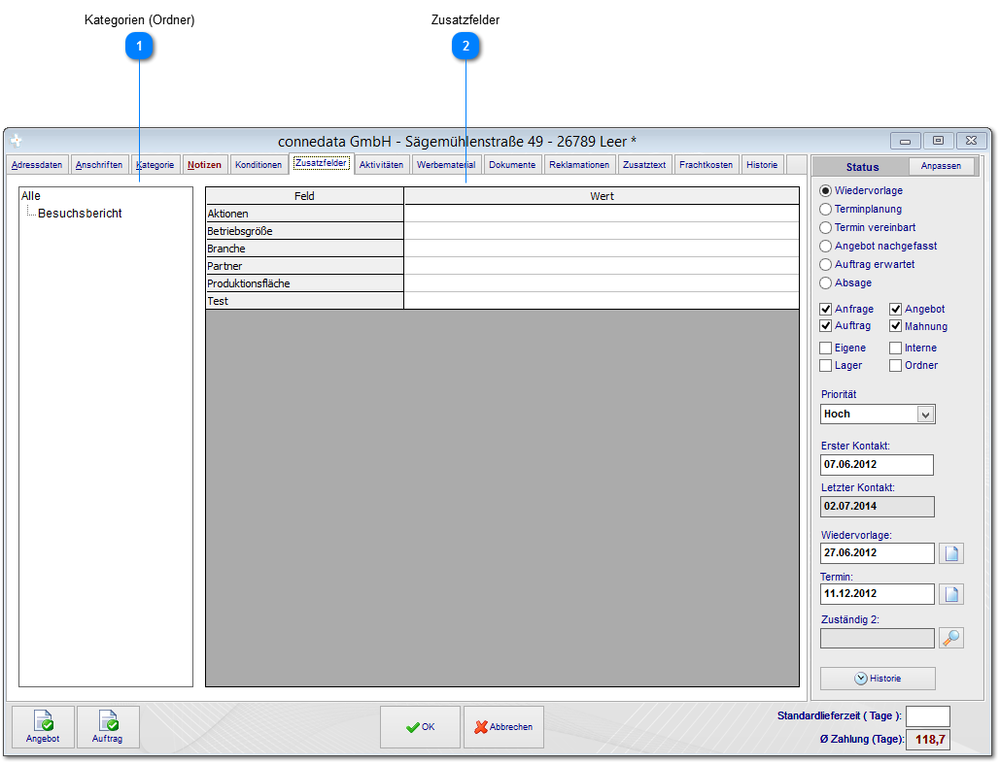 Kategorien (Ordner)
Zusatzfelder
1
2
connedata GmbH - Sägemühlenstraße 49 - 26789 Leer *
Adressdaten
Anschriften
Kategorie
Notizen
Konditionen
Zusatzfelder
Aktivitäten
Werbematerial
Dokumente
Reklamationen
Zusatztext
Frachtkosten
Historie
Status
Anpassen
Alle
Besuchsbericht
Feld
Wert
Aktionen
Betriebsgröße
Branche
Partner
Produktionsfläche
Test
Wiedervorlage
Terminplanung
Termin vereinbart
Angebot nachgefasst
Auftrag erwartet
Absage
Anfrage
Angebot
Auftrag
Mahnung
Eigene
Interne
Lager
Ordner
Priorität
Hoch
Erster Kontakt:
07.06.2012
Letzter Kontakt:
02.07.2014
Wiedervorlage:
27.06.2012
Termin:
11.12.2012
Zuständig 2:
Historie
Angebot
Auftrag
OK
Abbrechen
Standardlieferzeit ( Tage ):
Ø Zahlung (Tage):
118,7